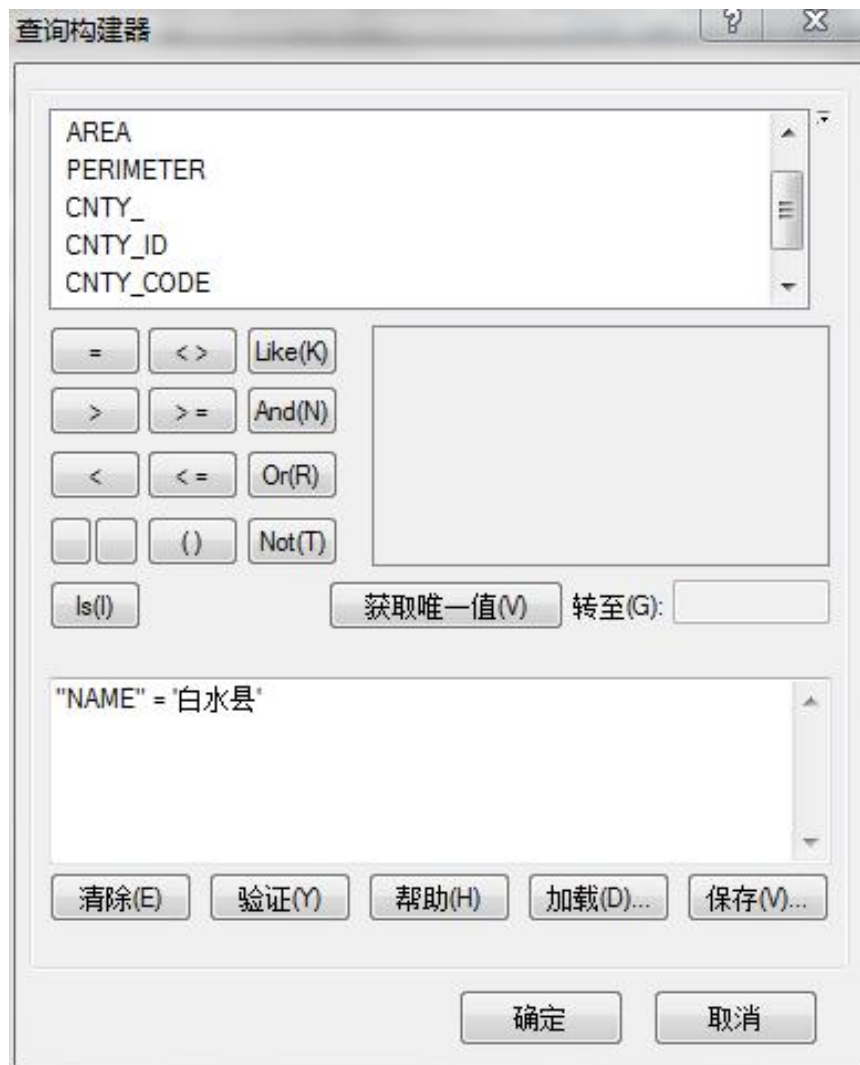 查询构建器
AREA
PERIMETER
CNTY_
CNTY_ID
CNTY_CODE
= < > Like(K)
> > = And(N)
< < = Or(R)
( ) Not(T)
Is(I) 获取唯一值(V) 转至(G):
"NAME" = '白水县'
清除(E) 验证(Y) 帮助(H) 加载(D)... 保存(V)...
确定 取消